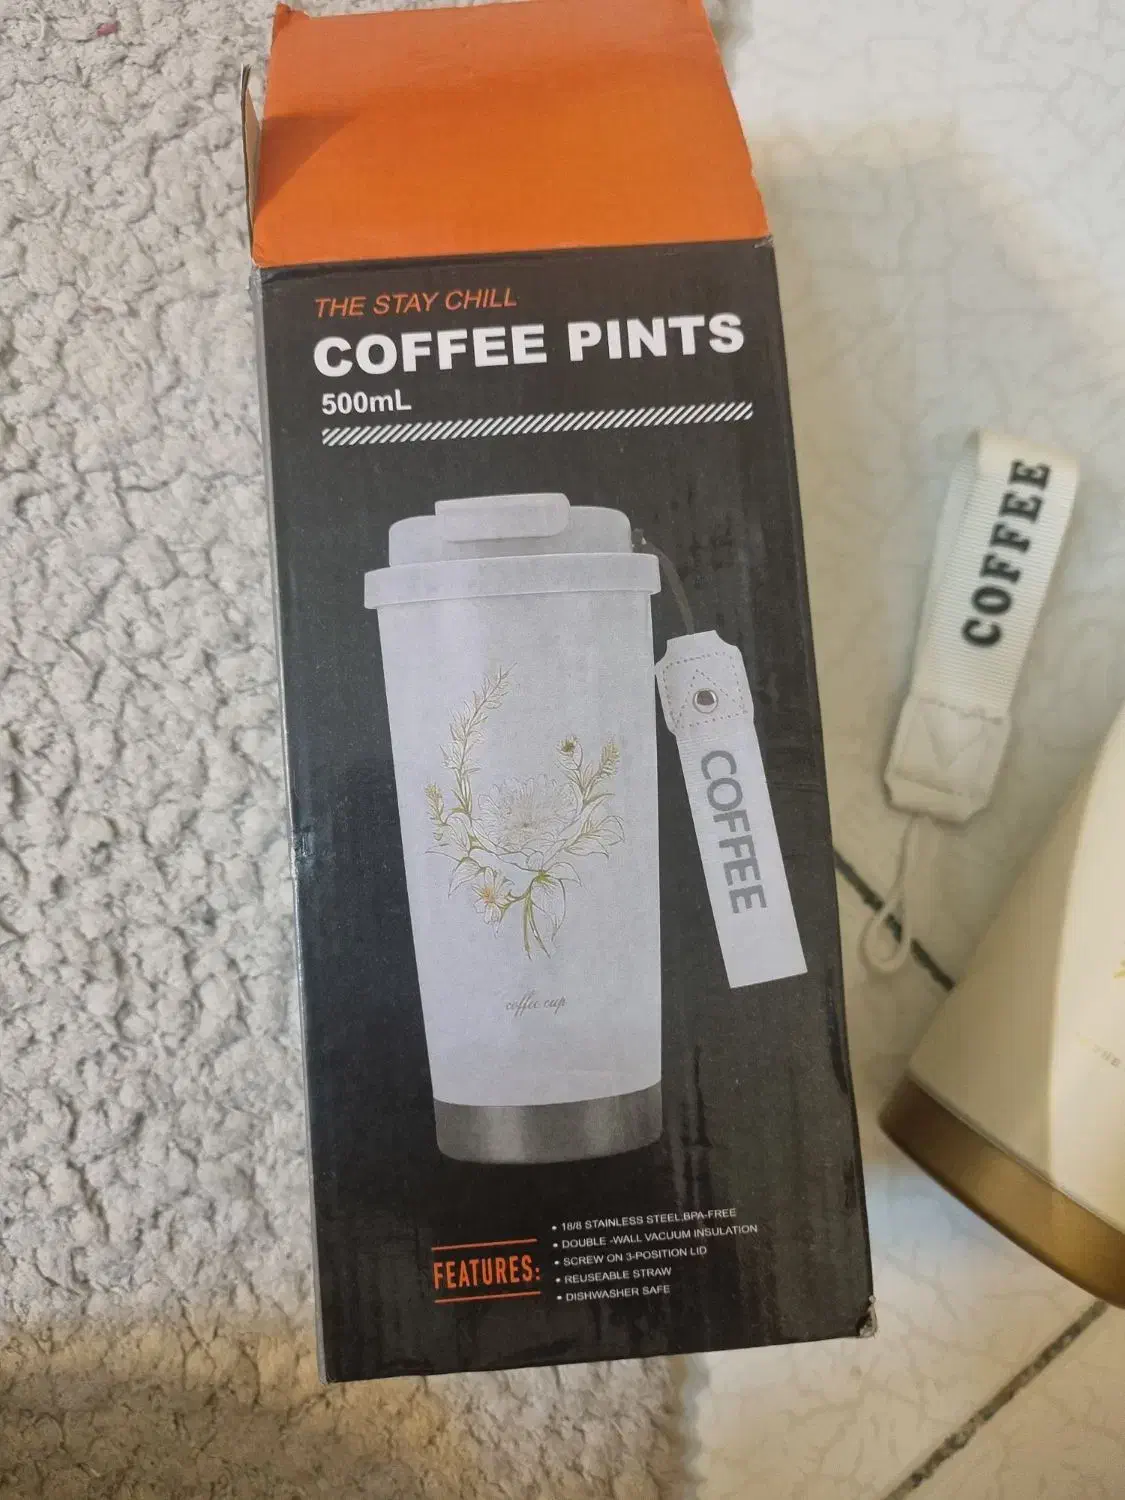 THE STAY CHILL
COFFEE PINTS
500mL
COFFEE
COFFEE
coffee cup
FEATURES:
• 18/8 STAINLESS STEEL.BPA-FREE
• DOUBLE -WALL VACUUM INSULATION
• SCREW ON 3-POSITION LID
• REUSEABLE STRAW
• DISHWASHER SAFE